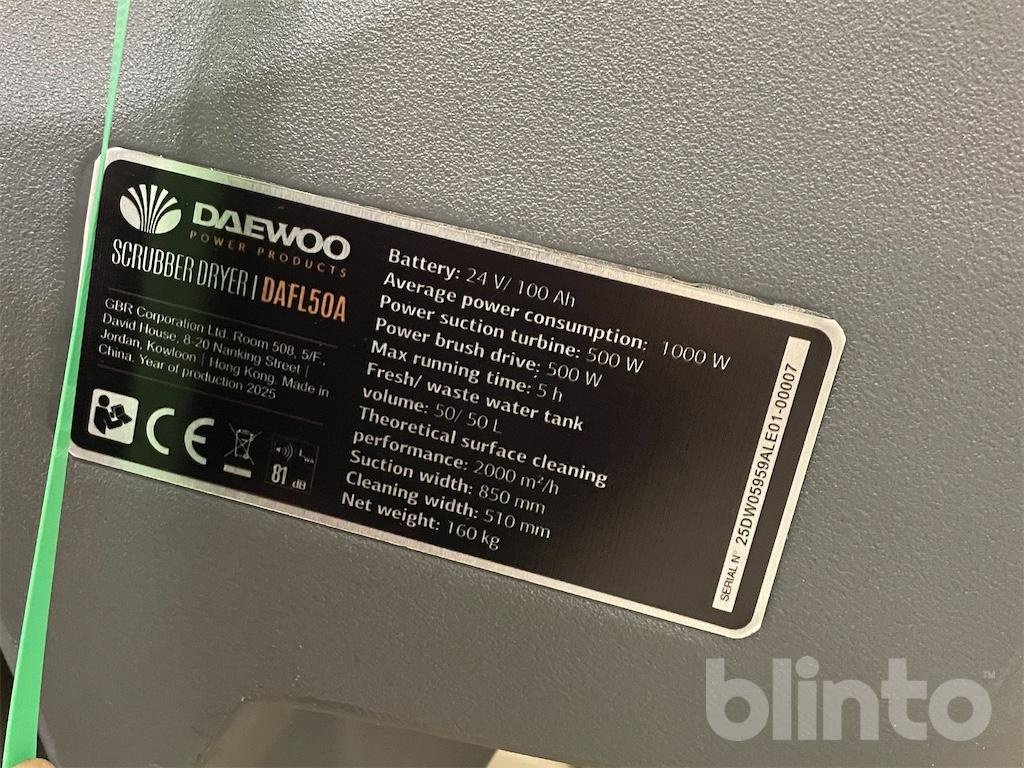 DAEWOO
POWER PRODUCTS
SCRUBBER DRYER | DAFL50A
GBR Corporation Ltd, Room 508, 5/F,
David House, 8-20 Nanking Street |
Jordan, Kowloon | Hong Kong. Made in
China. Year of production 2025
CE
81 dB
Battery: 24 V/ 100 Ah
Average power consumption: 1000 W
Power suction turbine: 500 W
Power brush drive: 500 W
Max running time: 5 h
Fresh/ waste water tank
volume: 50/ 50 L
Theoretical surface cleaning
performance: 2000 m²/h
Suction width: 850 mm
Cleaning width: 510 mm
Net weight: 160 kg
SERIAL N° 25DW05959ALE01-00007
blinto™